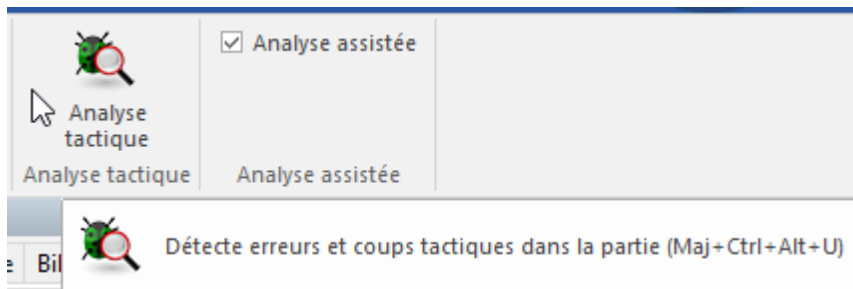 Analyse assistée
Analyse
tactique
Analyse tactique
Analyse assistée
Détecte erreurs et coups tactiques dans la partie (Maj+Ctrl+Alt+U)